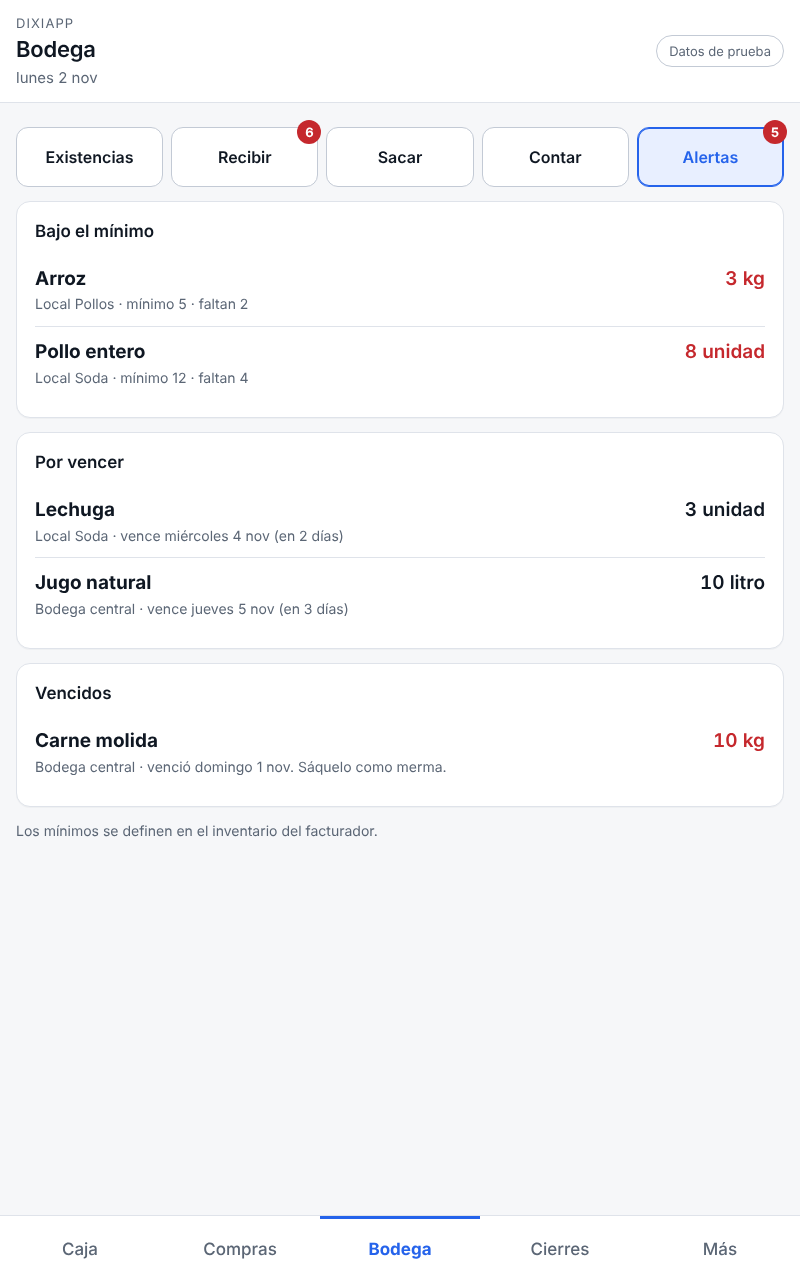 DIXIAPP
Bodega
lunes 2 nov
Datos de prueba
Existencias
Recibir
6
Sacar
Contar
Alertas
5
Bajo el mínimo
Arroz
3 kg
Local Pollos · mínimo 5 · faltan 2
Pollo entero
8 unidad
Local Soda · mínimo 12 · faltan 4
Por vencer
Lechuga
3 unidad
Local Soda · vence miércoles 4 nov (en 2 días)
Jugo natural
10 litro
Bodega central · vence jueves 5 nov (en 3 días)
Vencidos
Carne molida
10 kg
Bodega central · venció domingo 1 nov. Sáquelo como merma.
Los mínimos se definen en el inventario del facturador.
Caja
Compras
Bodega
Cierres
Más